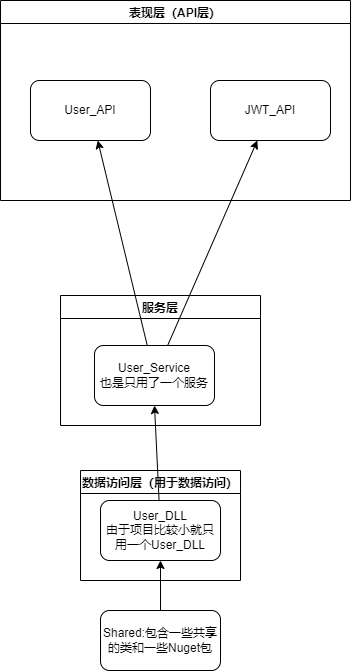 表现层（API层）
User_API
JWT_API
服务层
User_Service
也是只用了一个服务
数据访问层（用于数据访问）
User_DLL
由于项目比较小就只
用一个User_DLL
Shared:包含一些共享
的类和一些Nuget包